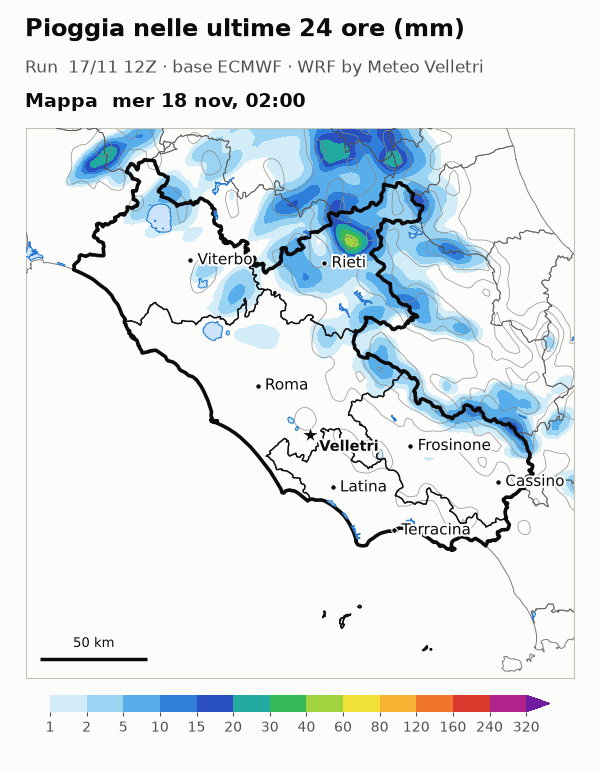 Pioggia nelle ultime 24 ore (mm)
Run  17/11 12Z · base ECMWF · WRF by Meteo Velletri
Mappa  mer 18 nov, 02:00
Viterbo
Rieti
Roma
Velletri
Frosinone
Cassino
Latina
Terracina
50 km
1 2 5 10 15 20 30 40 60 80 120 160 240 320